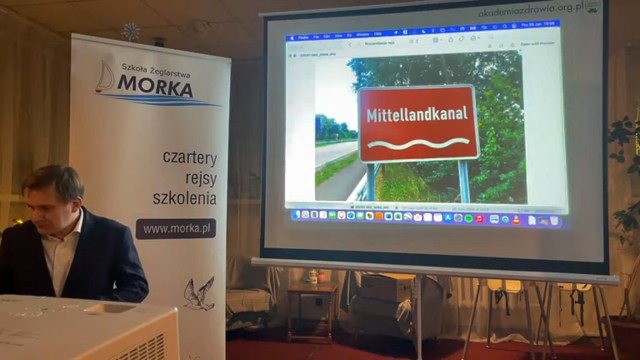 Szkoła Żeglarstwa
MORKA
czartery
rejsy
szkolenia
www.morka.pl
akademiazdrowia.org.pl
Mittellandkanal